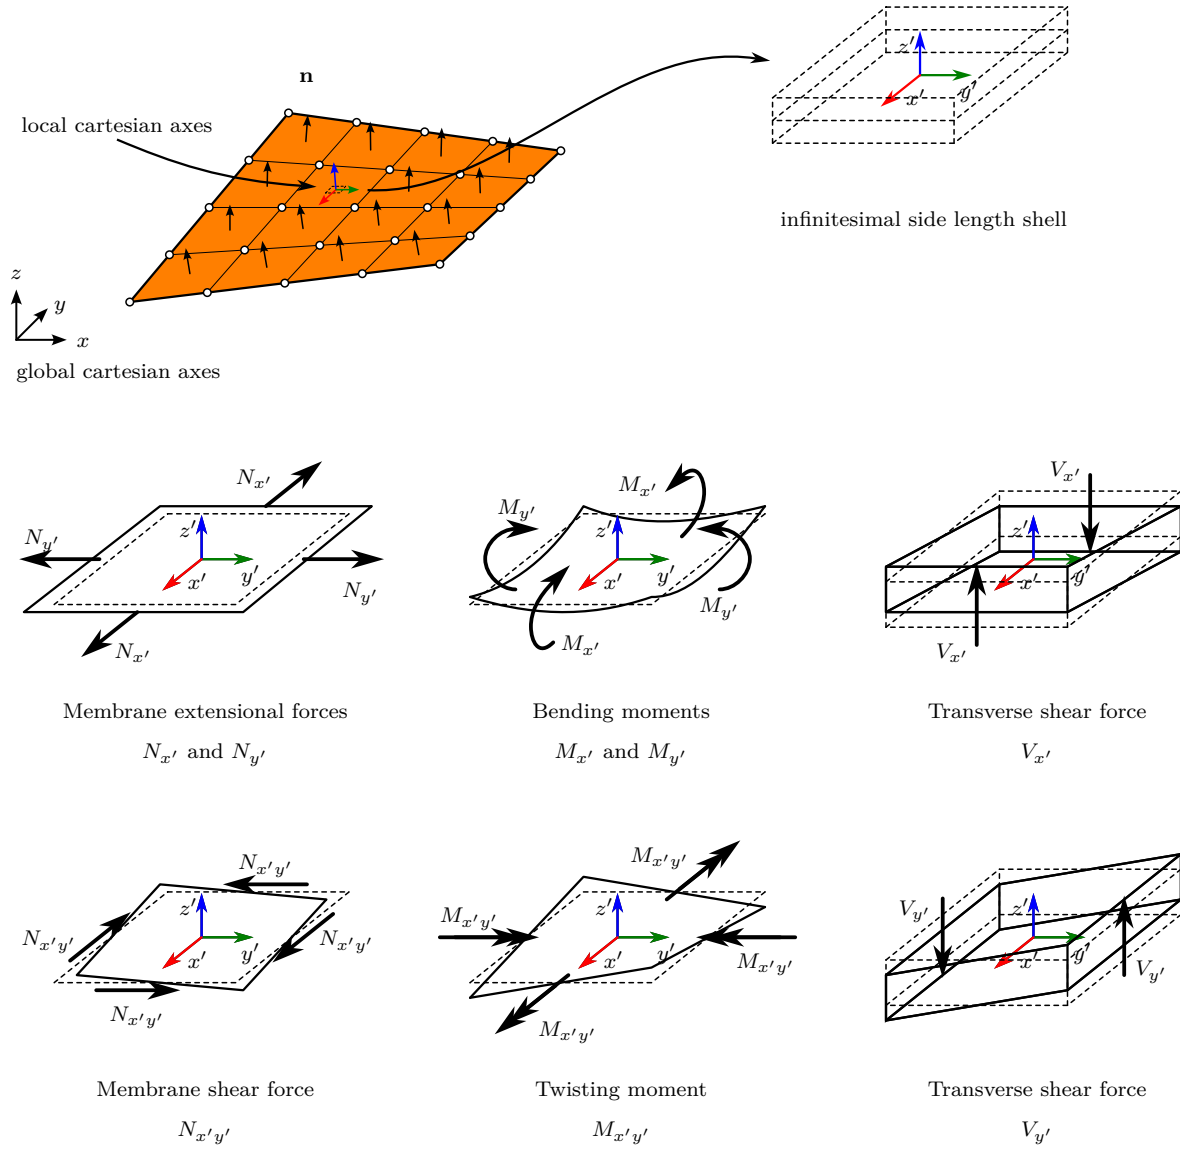 n
local cartesian axes
z′
x′
y′
infinitesimal side length shell
z
y
x
global cartesian axes
N_{x′}
N_{y′}
z′
x′
y′
N_{y′}
N_{x′}
M_{x′}
M_{y′}
z′
x′
y′
M_{y′}
M_{x′}
V_{x′}
z′
x′
y′
V_{x′}
Membrane extensional forces
N_{x′} and N_{y′}
Bending moments
M_{x′} and M_{y′}
Transverse shear force
V_{x′}
N_{x′y′}
z′
N_{x′y′}
x′
y′
N_{x′y′}
N_{x′y′}
M_{x′y′}
M_{x′y′}
z′
x′
y′
M_{x′y′}
M_{x′y′}
V_{y′}
z′
x′
y′
V_{y′}
Membrane shear force
N_{x′y′}
Twisting moment
M_{x′y′}
Transverse shear force
V_{y′}